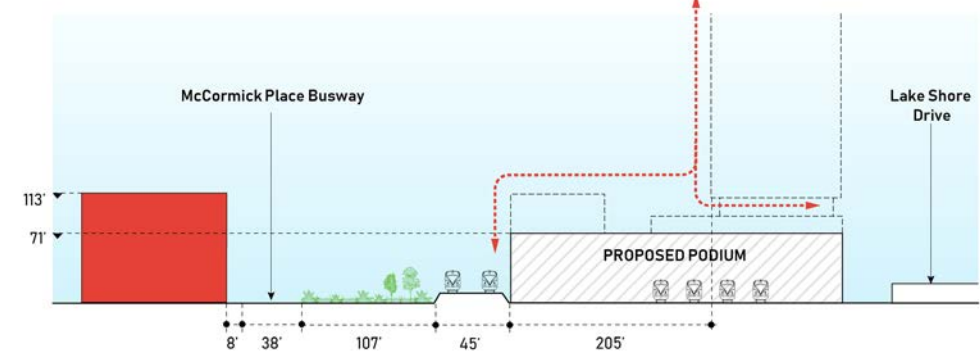 McCormick Place Busway
Lake Shore
Drive
113'
71'
PROPOSED PODIUM
8' 38' 107' 45' 205'